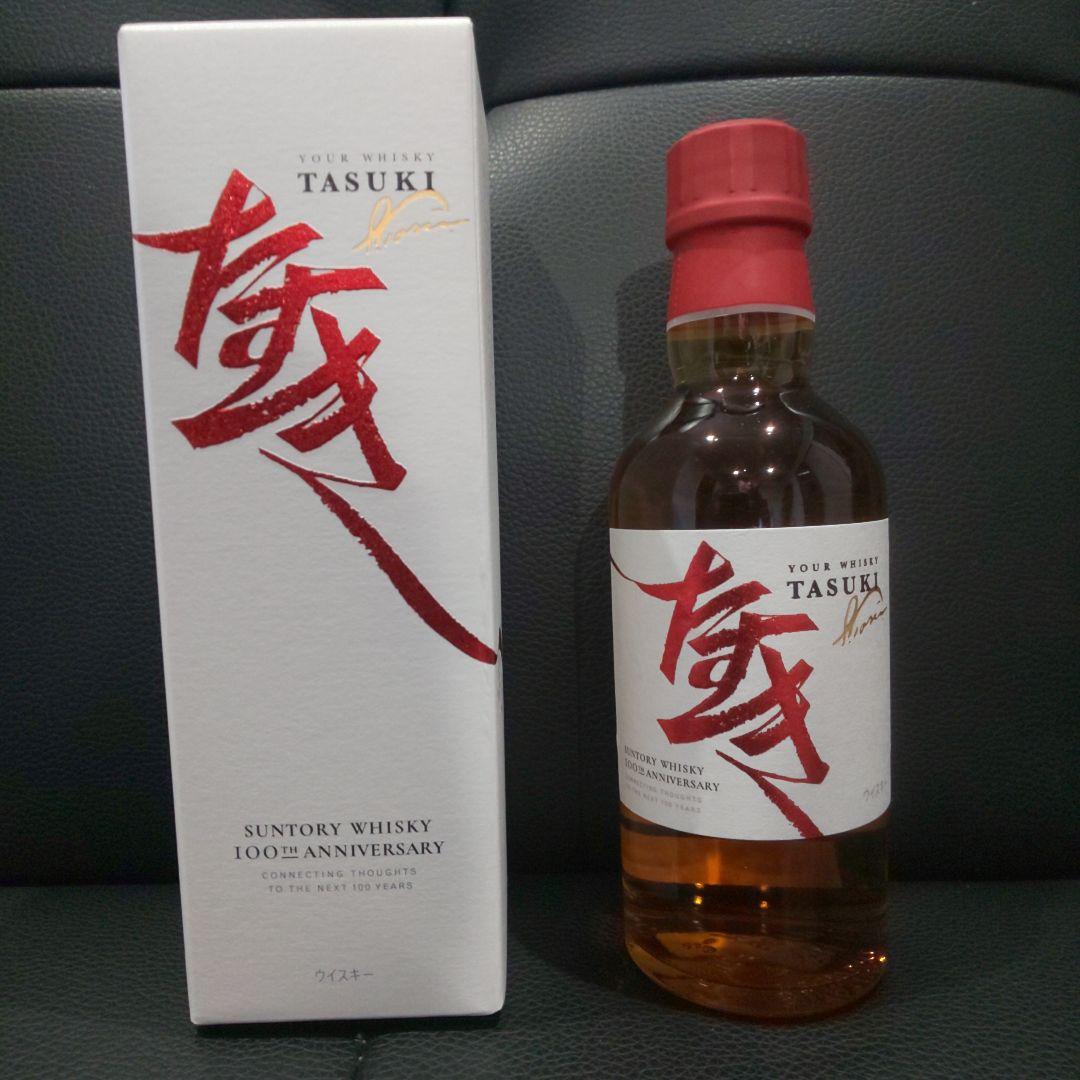 YOUR WHISKY
TASUKI
たすき
SUNTORY WHISKY
100TH ANNIVERSARY
CONNECTING THOUGHTS
TO THE NEXT 100 YEARS
ウイスキー
YOUR WHISKY
TASUKI
たすき
SUNTORY WHISKY
100TH ANNIVERSARY
CONNECTING THOUGHTS
TO THE NEXT 100 YEARS
ウイスキー